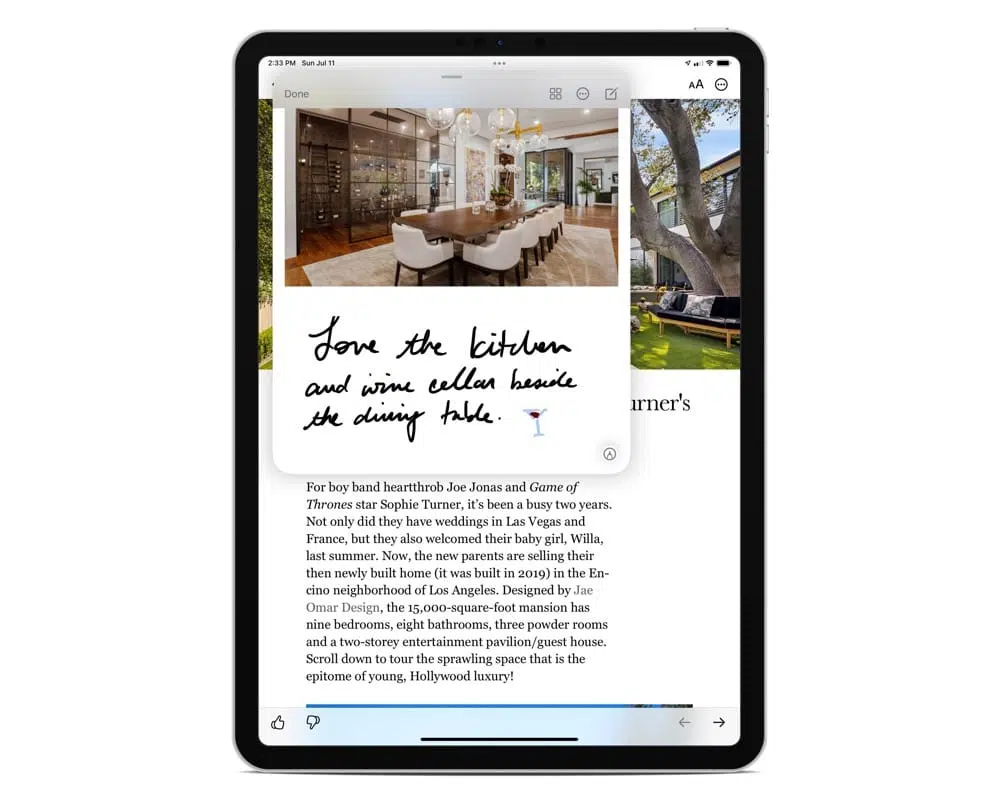 2:33 PM Sun Jul 11
AA
Done
Love the kitchen
and wine cellar beside
the dining table.
urner's
For boy band heartthrob Joe Jonas and Game of
Thrones star Sophie Turner, it's been a busy two years.
Not only did they have weddings in Las Vegas and
France, but they also welcomed their baby girl, Willa,
last summer. Now, the new parents are selling their
then newly built home (it was built in 2019) in the En-
cino neighborhood of Los Angeles. Designed by Jae
Omar Design, the 15,000-square-foot mansion has
nine bedrooms, eight bathrooms, three powder rooms
and a two-storey entertainment pavilion/guest house.
Scroll down to tour the sprawling space that is the
epitome of young, Hollywood luxury!